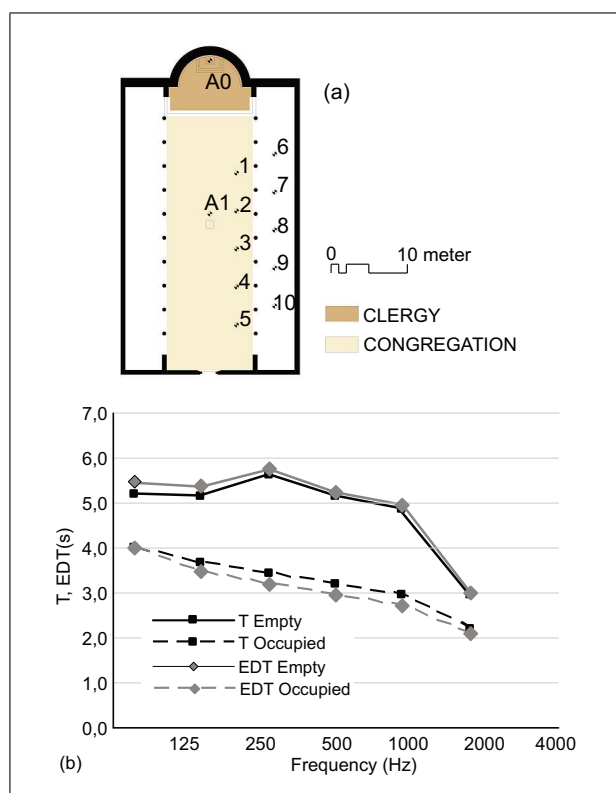 A0
(a)
6
1
7
A1 2
8
3
9
4
10
5
0 10 meter
CLERGY
CONGREGATION
7,0
6,0
5,0
4,0
3,0
2,0
1,0
0,0
T, EDT(s)
T Empty
T Occupied
EDT Empty
EDT Occupied
125 250 500 1000 2000 4000
Frequency (Hz)
(b)